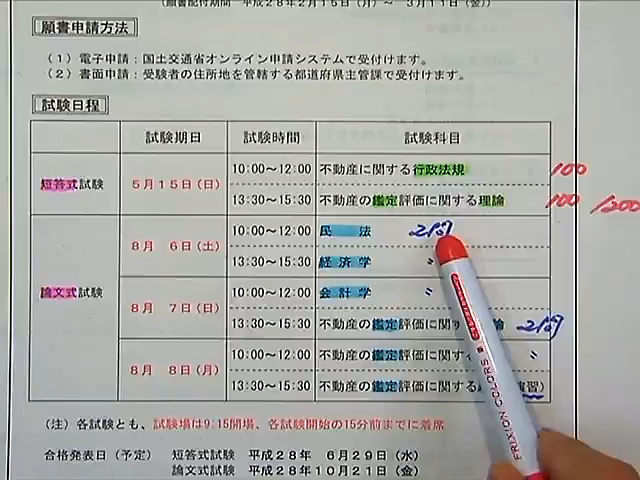 (願書配付期間 平成28年2月15日(月)～ 3月11日(金))
願書申請方法
(1)電子申請：国土交通省オンライン申請システムで受付けます。
(2)書面申請：受験者の住所地を管轄する都道府県主管課で受付けます。
試験日程
試験期日 試験時間 試験科目
短答式試験 5月15日(日) 10:00～12:00 不動産に関する行政法規 100
13:30～15:30 不動産の鑑定評価に関する理論 100 /200
論文式試験 8月 6日(土) 10:00～12:00 民 法 2問
13:30～15:30 経済学 〃
8月 7日(日) 10:00～12:00 会計学 〃
13:30～15:30 不動産の鑑定評価に関 論 2問
8月 8日(月) 10:00～12:00 不動産の鑑定評価に関す 〃
13:30～15:30 不動産の鑑定評価に関する 演習)
(注)各試験とも、試験場は9:15開場、各試験開始の15分前までに着席
合格発表日(予定) 短答式試験 平成28年 6月29日(水)
論文式試験 平成28年10月21日(金)
FRIXION COLORS